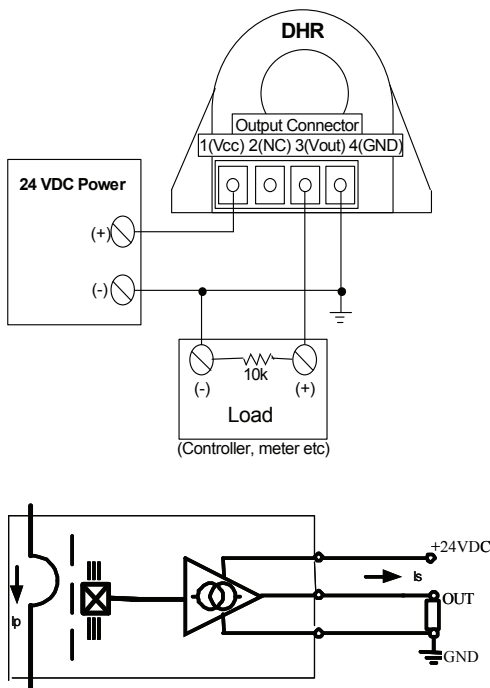 DHR
Output Connector
1(Vcc) 2(NC) 3(Vout) 4(GND)
24 VDC Power
(+)
(-)
10k
(-) (+)
Load
(Controller, meter etc)
+24VDC
Is
OUT
Ip
GND